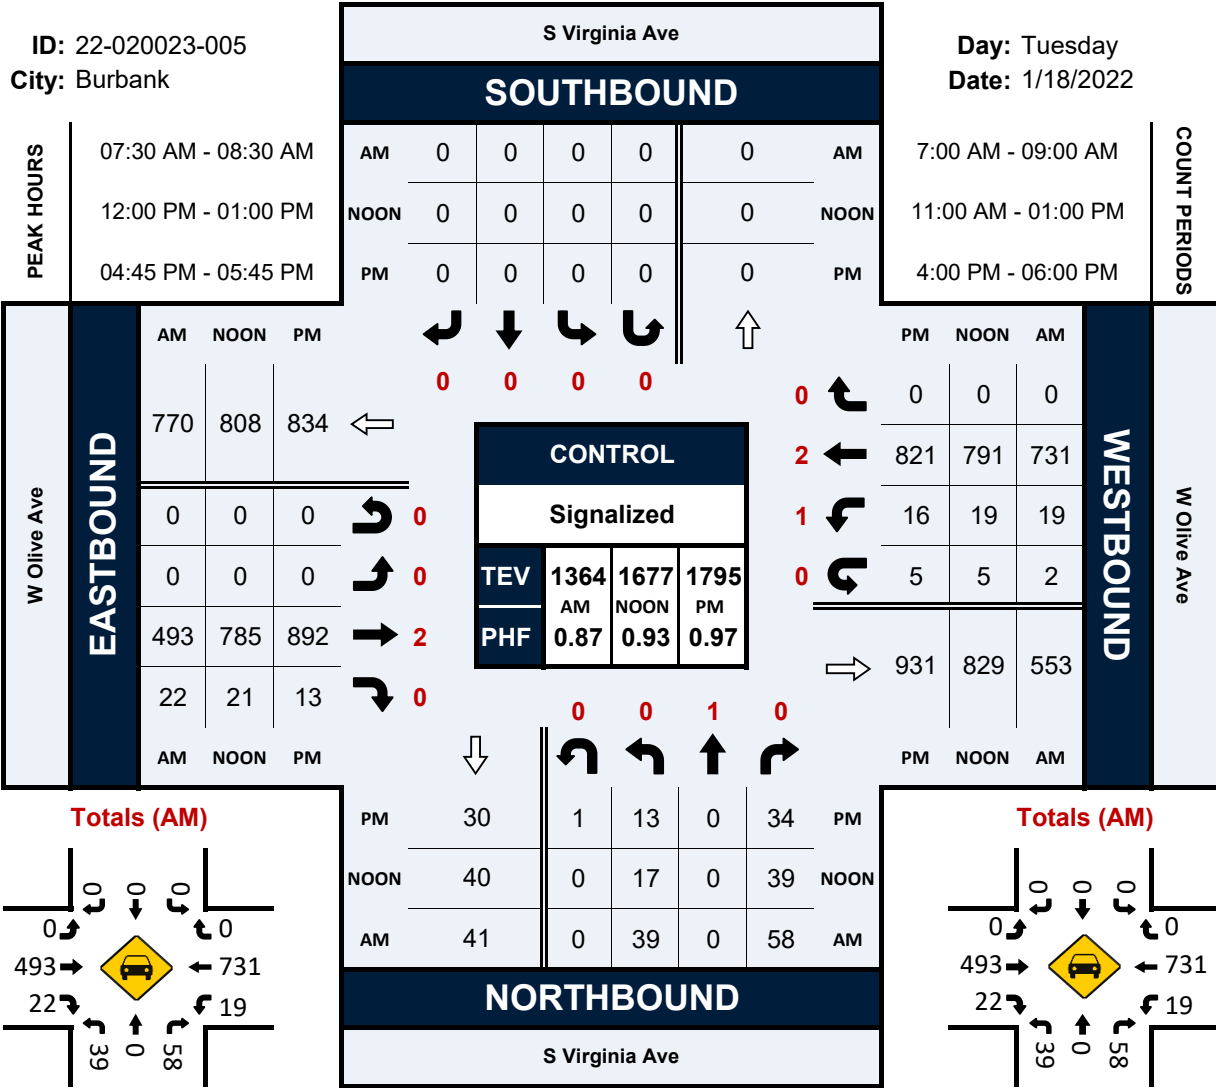 ID: 22-020023-005
City: Burbank
S Virginia Ave
SOUTHBOUND
Day: Tuesday
Date: 1/18/2022
PEAK HOURS
07:30 AM - 08:30 AM
12:00 PM - 01:00 PM
04:45 PM - 05:45 PM
AM 0 0 0 0 0 AM
NOON 0 0 0 0 0 NOON
PM 0 0 0 0 0 PM
7:00 AM - 09:00 AM
11:00 AM - 01:00 PM
4:00 PM - 06:00 PM
COUNT PERIODS
0 0 0 0
W Olive Ave
EASTBOUND
AM NOON PM
770 808 834
0 0 0 0
0 0 0 0
493 785 892 2
22 21 13 0
AM NOON PM
CONTROL
Signalized
TEV 1364 1677 1795
AM NOON PM
PHF 0.87 0.93 0.97
PM NOON AM
0 0 0 0
2 821 791 731
1 16 19 19
0 5 5 2
931 829 553
PM NOON AM
WESTBOUND
W Olive Ave
0 0 1 0
PM 30 1 13 0 34 PM
NOON 40 0 17 0 39 NOON
AM 41 0 39 0 58 AM
NORTHBOUND
S Virginia Ave
Totals (AM)
0 0 0
0 0
493 731
22 19
39 0 58
Totals (AM)
0 0 0
0 0
493 731
22 19
39 0 58